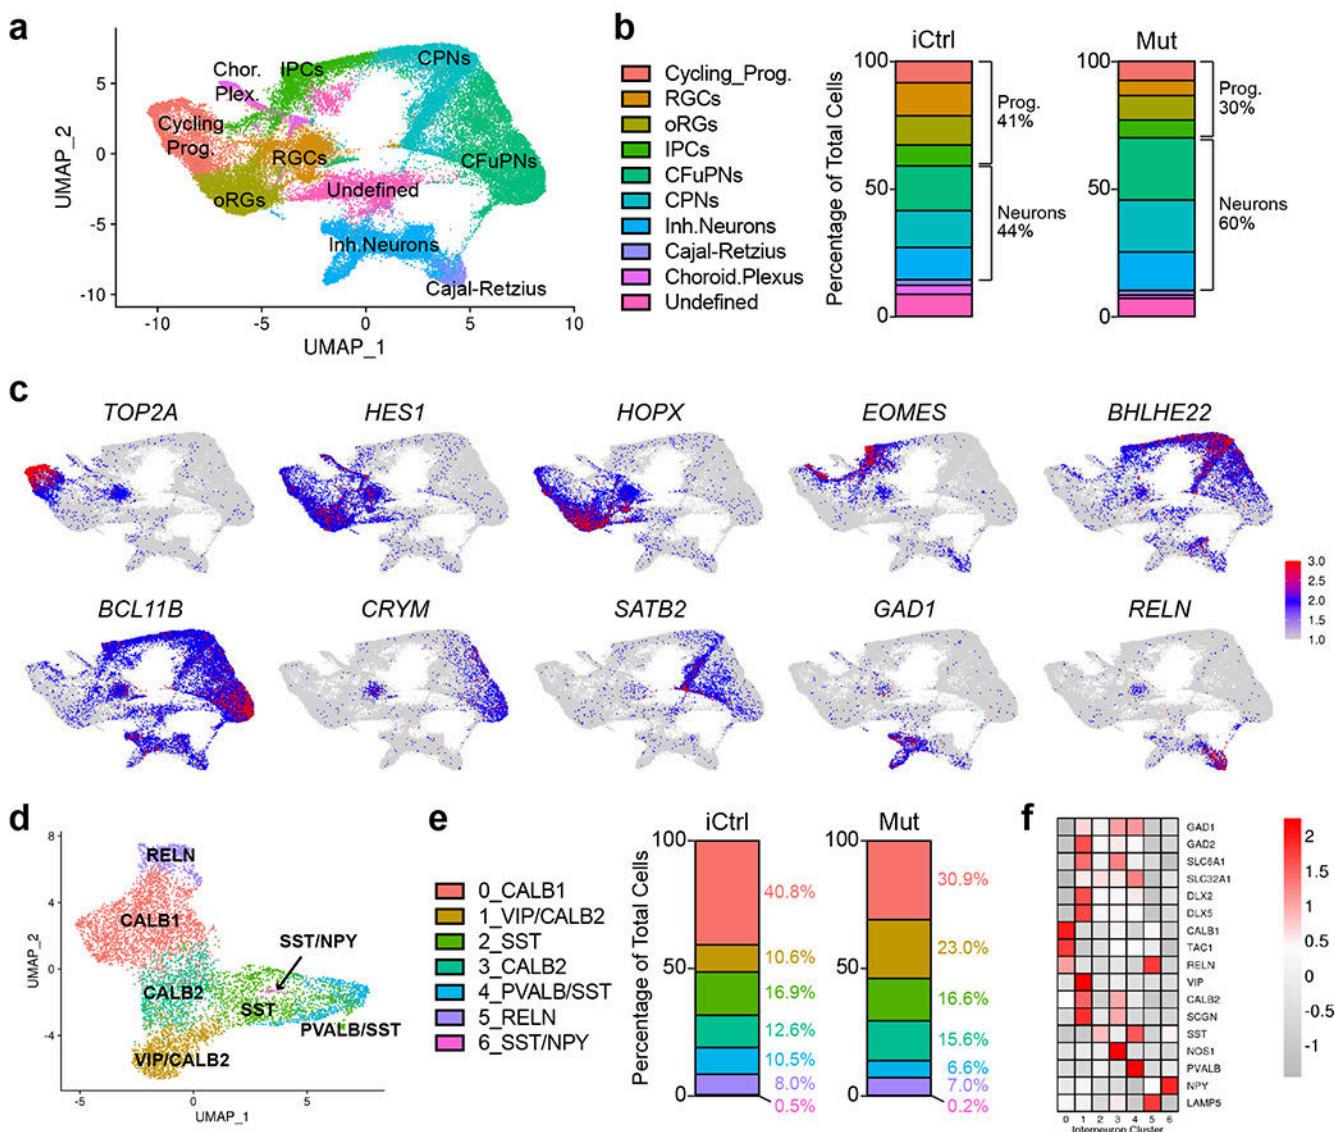 a
UMAP_2
5
0
-5
-10
-10
-5
0
5
10
UMAP_1
Chor.
Plex.
IPCs
CPNs
Cycling
Prog.
RGCs
CFuPNs
oRGs
Undefined
Inh.Neurons
Cajal-Retzius
b
Cycling_Prog.
RGCs
oRGs
IPCs
CFuPNs
CPNs
Inh.Neurons
Cajal-Retzius
Choroid.Plexus
Undefined
Percentage of Total Cells
100
50
0
iCtrl
Prog.
41%
Neurons
44%
Mut
100
50
0
Prog.
30%
Neurons
60%
c
TOP2A
HES1
HOPX
EOMES
BHLHE22
BCL11B
CRYM
SATB2
GAD1
RELN
3.0
2.5
2.0
1.5
1.0
d
UMAP_2
8
4
0
-4
-5
0
5
UMAP_1
RELN
CALB1
SST/NPY
CALB2
SST
PVALB/SST
VIP/CALB2
e
0_CALB1
1_VIP/CALB2
2_SST
3_CALB2
4_PVALB/SST
5_RELN
6_SST/NPY
Percentage of Total Cells
100
50
0
iCtrl
40.8%
10.6%
16.9%
12.6%
10.5%
8.0%
0.5%
Mut
100
50
0
30.9%
23.0%
16.6%
15.6%
6.6%
7.0%
0.2%
f
GAD1
GAD2
SLC6A1
SLC32A1
DLX2
DLX5
CALB1
TAC1
RELN
VIP
CALB2
SCGN
SST
NOS1
PVALB
NPY
LAMP5
0 1 2 3 4 5 6
Interneuron Cluster
2
1.5
1
0.5
0
-0.5
-1